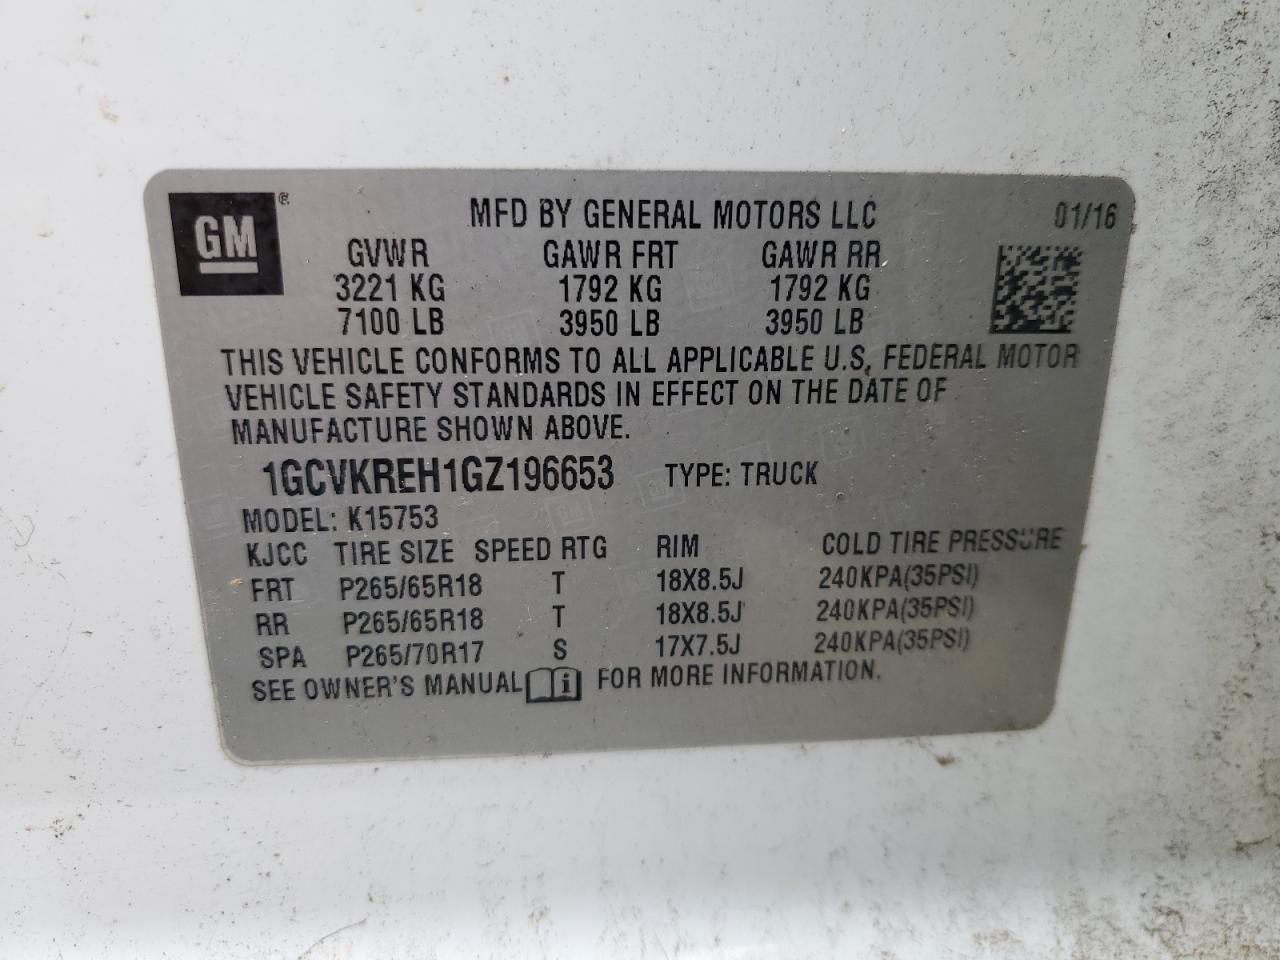 GM ®
MFD BY GENERAL MOTORS LLC 01/16
GVWR GAWR FRT GAWR RR
3221 KG 1792 KG 1792 KG
7100 LB 3950 LB 3950 LB
THIS VEHICLE CONFORMS TO ALL APPLICABLE U.S. FEDERAL MOTOR
VEHICLE SAFETY STANDARDS IN EFFECT ON THE DATE OF
MANUFACTURE SHOWN ABOVE.
1GCVKREH1GZ196653 TYPE: TRUCK
MODEL: K15753
KJCC TIRE SIZE SPEED RTG RIM COLD TIRE PRESSURE
FRT P265/65R18 T 18X8.5J 240KPA(35PSI)
RR P265/65R18 T 18X8.5J 240KPA(35PSI)
SPA P265/70R17 S 17X7.5J 240KPA(35PSI)
SEE OWNER'S MANUAL i FOR MORE INFORMATION.